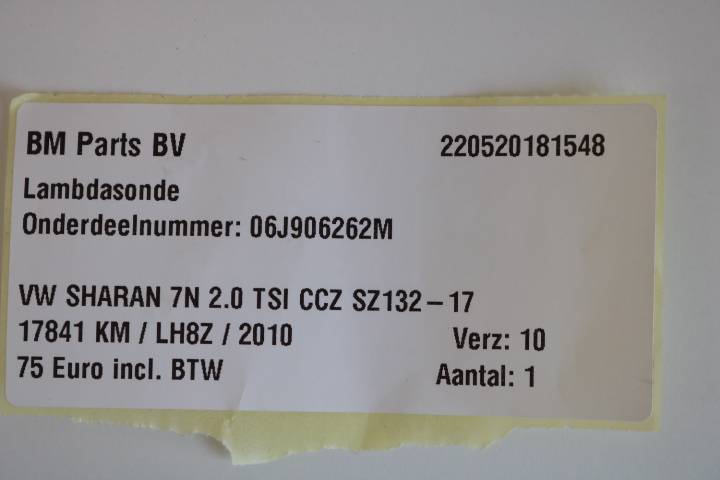 BM Parts BV 220520181548
Lambdasonde
Onderdeelnummer: 06J906262M
VW SHARAN 7N 2.0 TSI CCZ SZ132-17
17841 KM / LH8Z / 2010 Verz: 10
75 Euro incl. BTW Aantal: 1